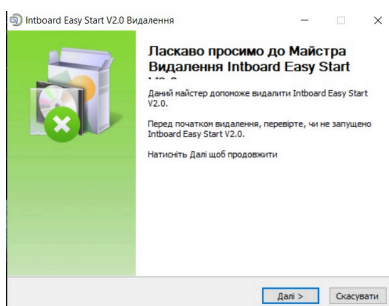 Intboard Easy Start V2.0 Видалення
Ласкаво просимо до Майстра
Видалення Intboard Easy Start
Даний майстер допоможе видалити Intboard Easy Start
V2.0.
Перед початком видалення, перевірте, чи не запущено
Intboard Easy Start V2.0.
Натисніть Далі щоб продовжити
Далі >
Скасувати